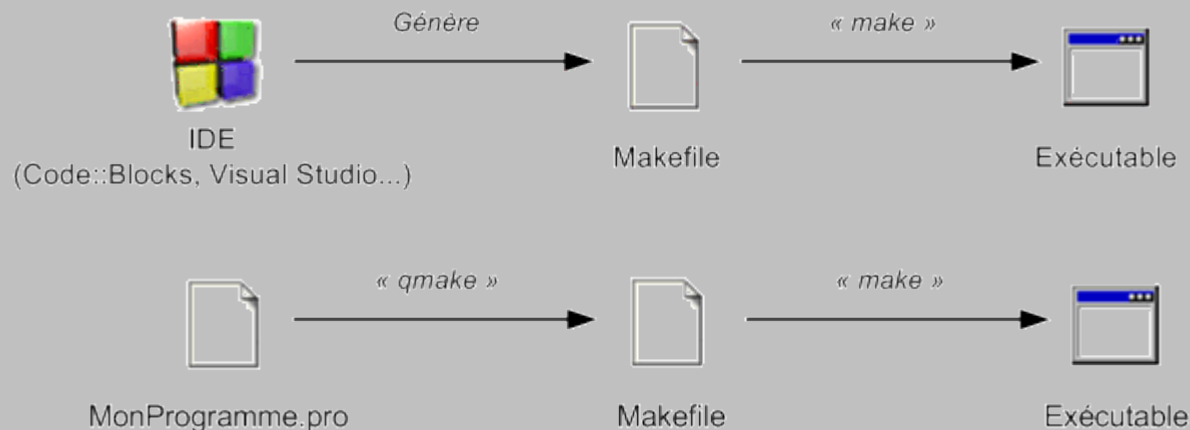 Génère
« make »
IDE
(Code::Blocks, Visual Studio...)
Makefile
Exécutable
« qmake »
« make »
MonProgramme.pro
Makefile
Exécutable